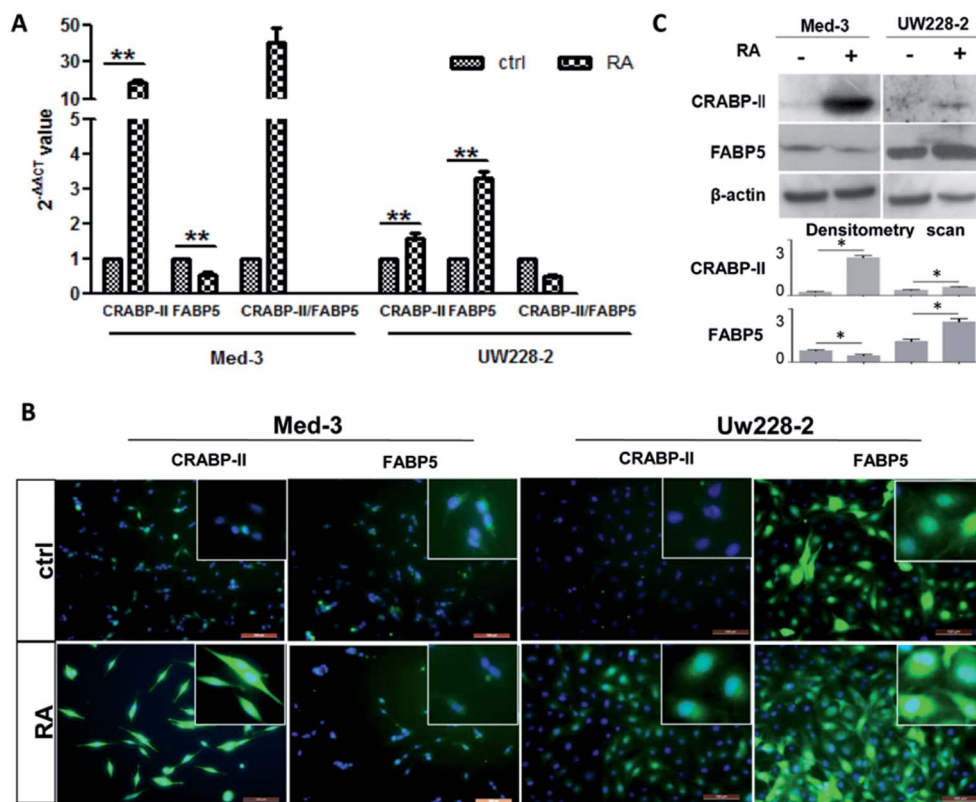 A
50
30
10
5
4
3
2
1
0
2^-ΔΔCT value
**
**
**
**
ctrl
RA
CRABP-II FABP5 CRABP-II/FABP5
CRABP-II FABP5 CRABP-II/FABP5
Med-3
UW228-2
C
Med-3 UW228-2
RA - + - +
CRABP-II
FABP5
β-actin
Densitometry scan
CRABP-II
3
0
*
*
FABP5
3
0
*
*
B
Med-3 Uw228-2
CRABP-II FABP5 CRABP-II FABP5
ctrl
RA